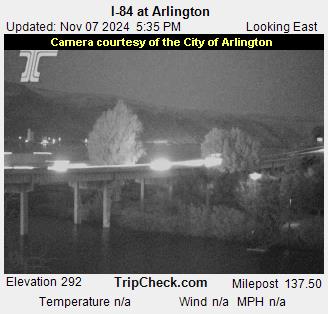 I-84 at Arlington
Updated: Nov 07 2024 5:35 PM Looking East
Camera courtesy of the City of Arlington
Elevation 292 TripCheck.com Milepost 137.50
Temperature n/a Wind n/a MPH n/a